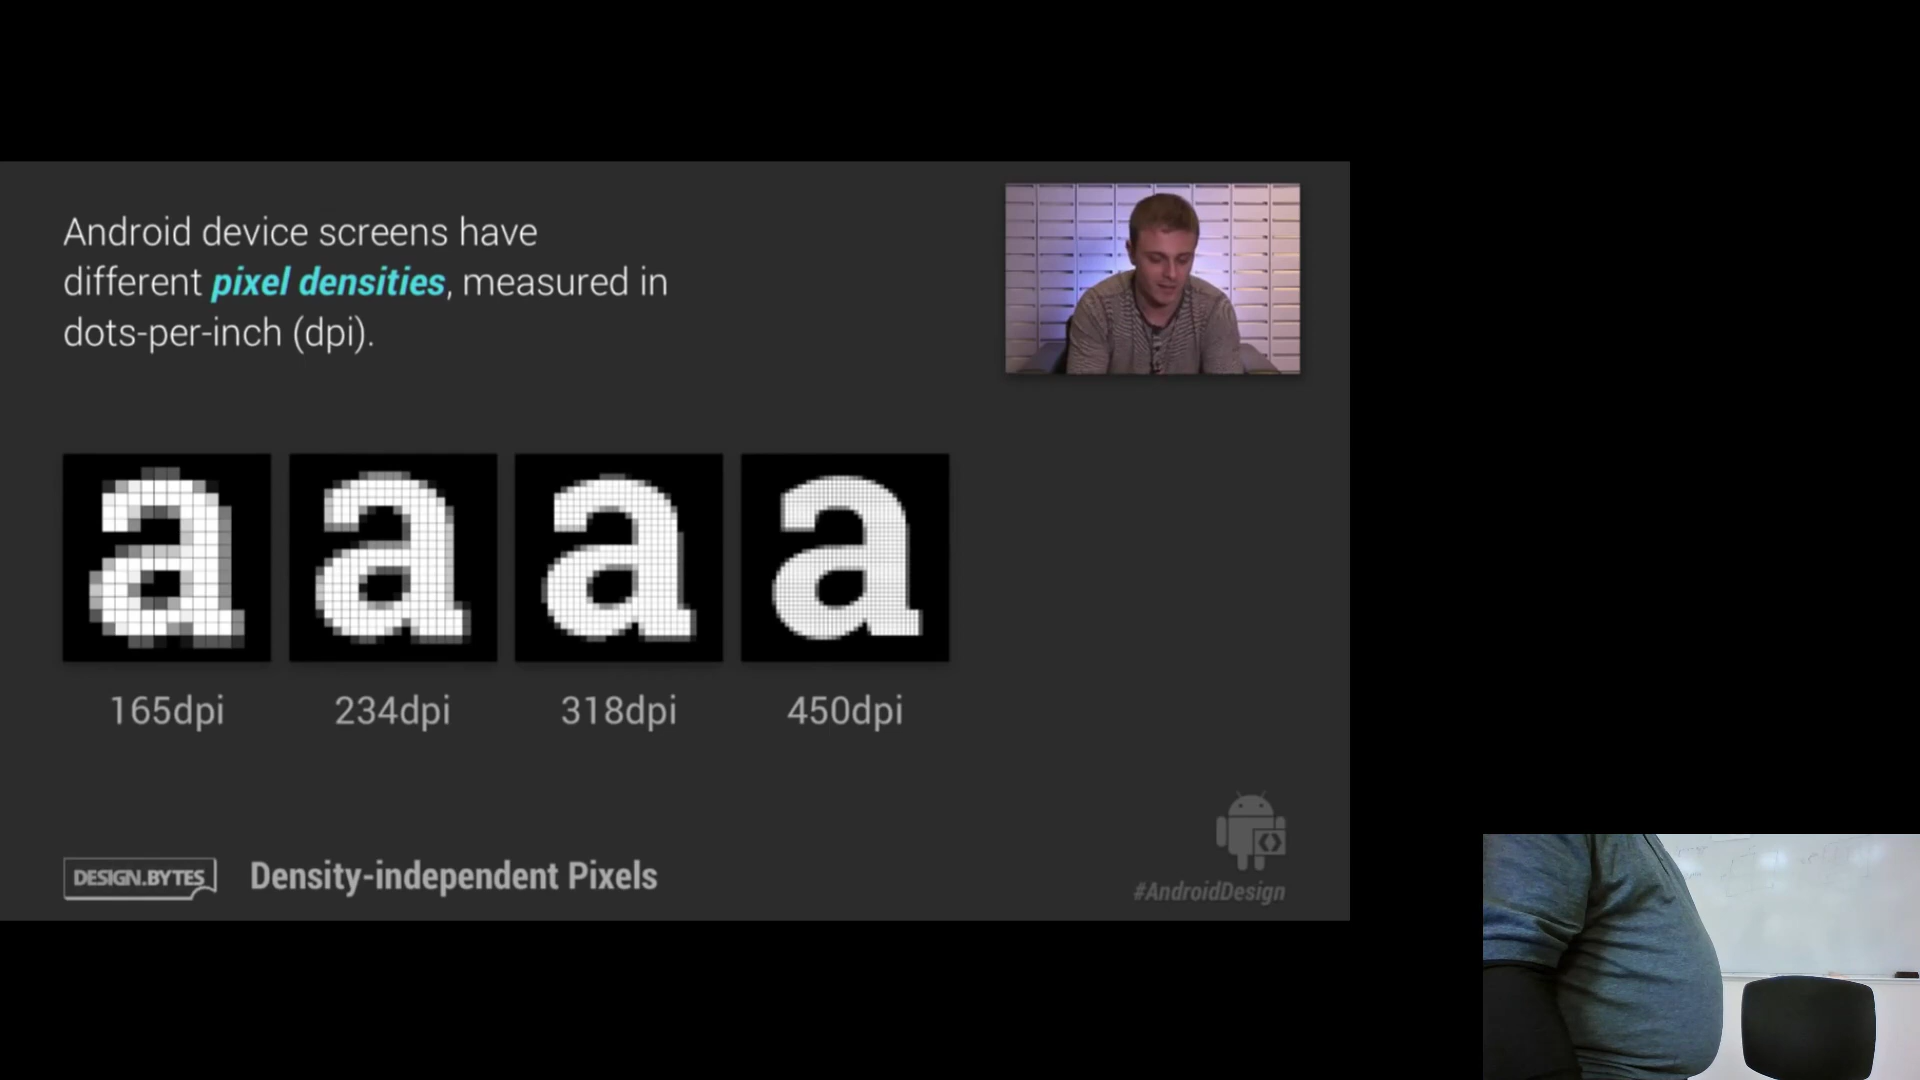 Android device screens have
different pixel densities, measured in
dots-per-inch (dpi).
a a a a
165dpi 234dpi 318dpi 450dpi
DESIGN.BYTES Density-independent Pixels
#AndroidDesign